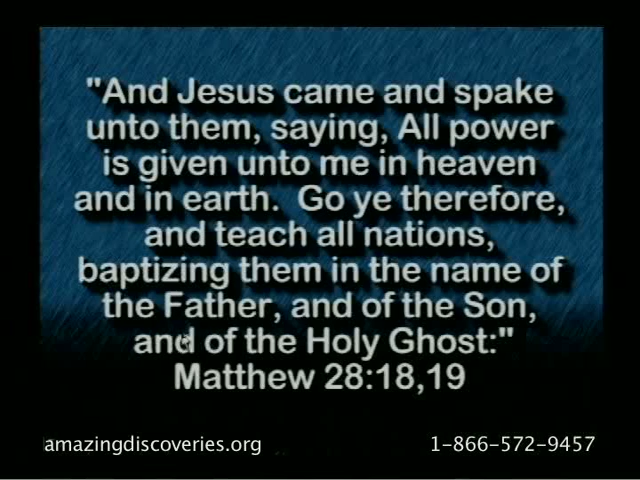 "And Jesus came and spake
unto them, saying, All power
is given unto me in heaven
and in earth. Go ye therefore,
and teach all nations,
baptizing them in the name of
the Father, and of the Son,
and of the Holy Ghost:"
Matthew 28:18,19
amazingdiscoveries.org 1-866-572-9457